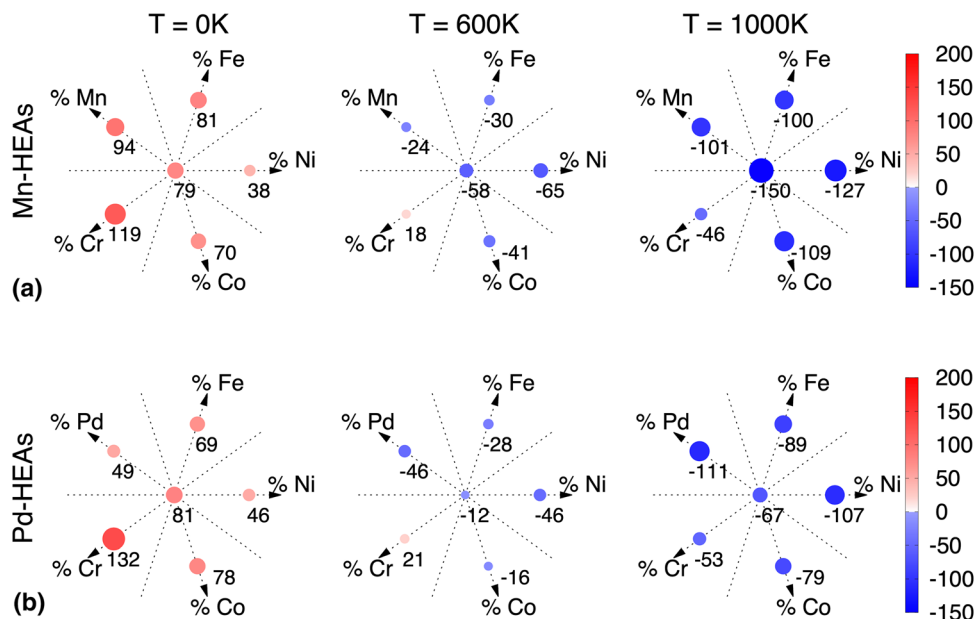 T = 0K T = 600K T = 1000K
Mn-HEAs
% Fe
% Mn
81
94
% Ni
79
38
119
% Cr
70
% Co
% Fe
% Mn
-30
-24
% Ni
-58
-65
18
% Cr
-41
% Co
% Fe
% Mn
-100
-101
% Ni
-150
-127
-46
% Cr
-109
% Co
200
150
100
50
0
-50
-100
-150
(a)
Pd-HEAs
% Fe
% Pd
69
49
% Ni
81
46
132
% Cr
78
% Co
% Fe
% Pd
-28
-46
% Ni
-12
-46
21
% Cr
-16
% Co
% Fe
% Pd
-89
-111
% Ni
-67
-107
-53
% Cr
-79
% Co
200
150
100
50
0
-50
-100
-150
(b)